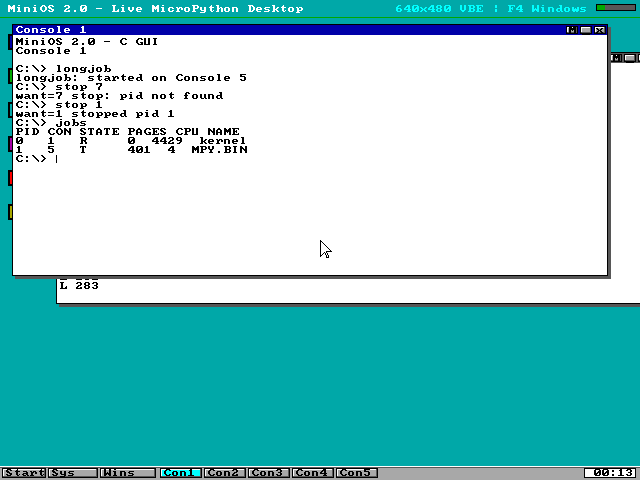 MiniOS 2.0 - Live MicroPython Desktop
640x480 VBE | F4 Windows
Console 1
M
MiniOS 2.0 - C GUI
Console 1
C:\> longjob
longjob: started on Console 5
C:\> stop 7
want=7 stop: pid not found
C:\> stop 1
want=1 stopped pid 1
C:\> jobs
PID CON STATE PAGES CPU NAME
0 1 R 0 4429 kernel
1 5 T 401 4 MPY.BIN
C:\>
M
L 283
Start Sys Wins Con1 Con2 Con3 Con4 Con5 00:13